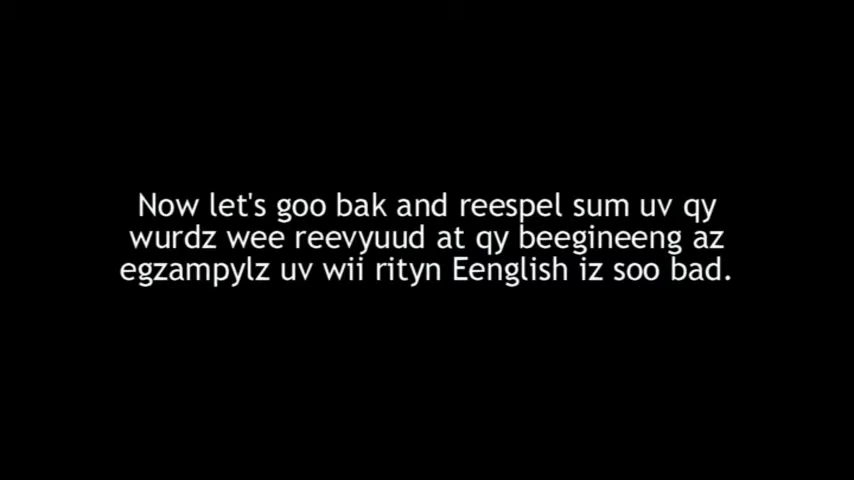 Now let's goo bak and reespel sum uv qy
wurdz wee reevyuud at qy beegineeng az
egzampylz uv wii rityn Eenglish iz soo bad.